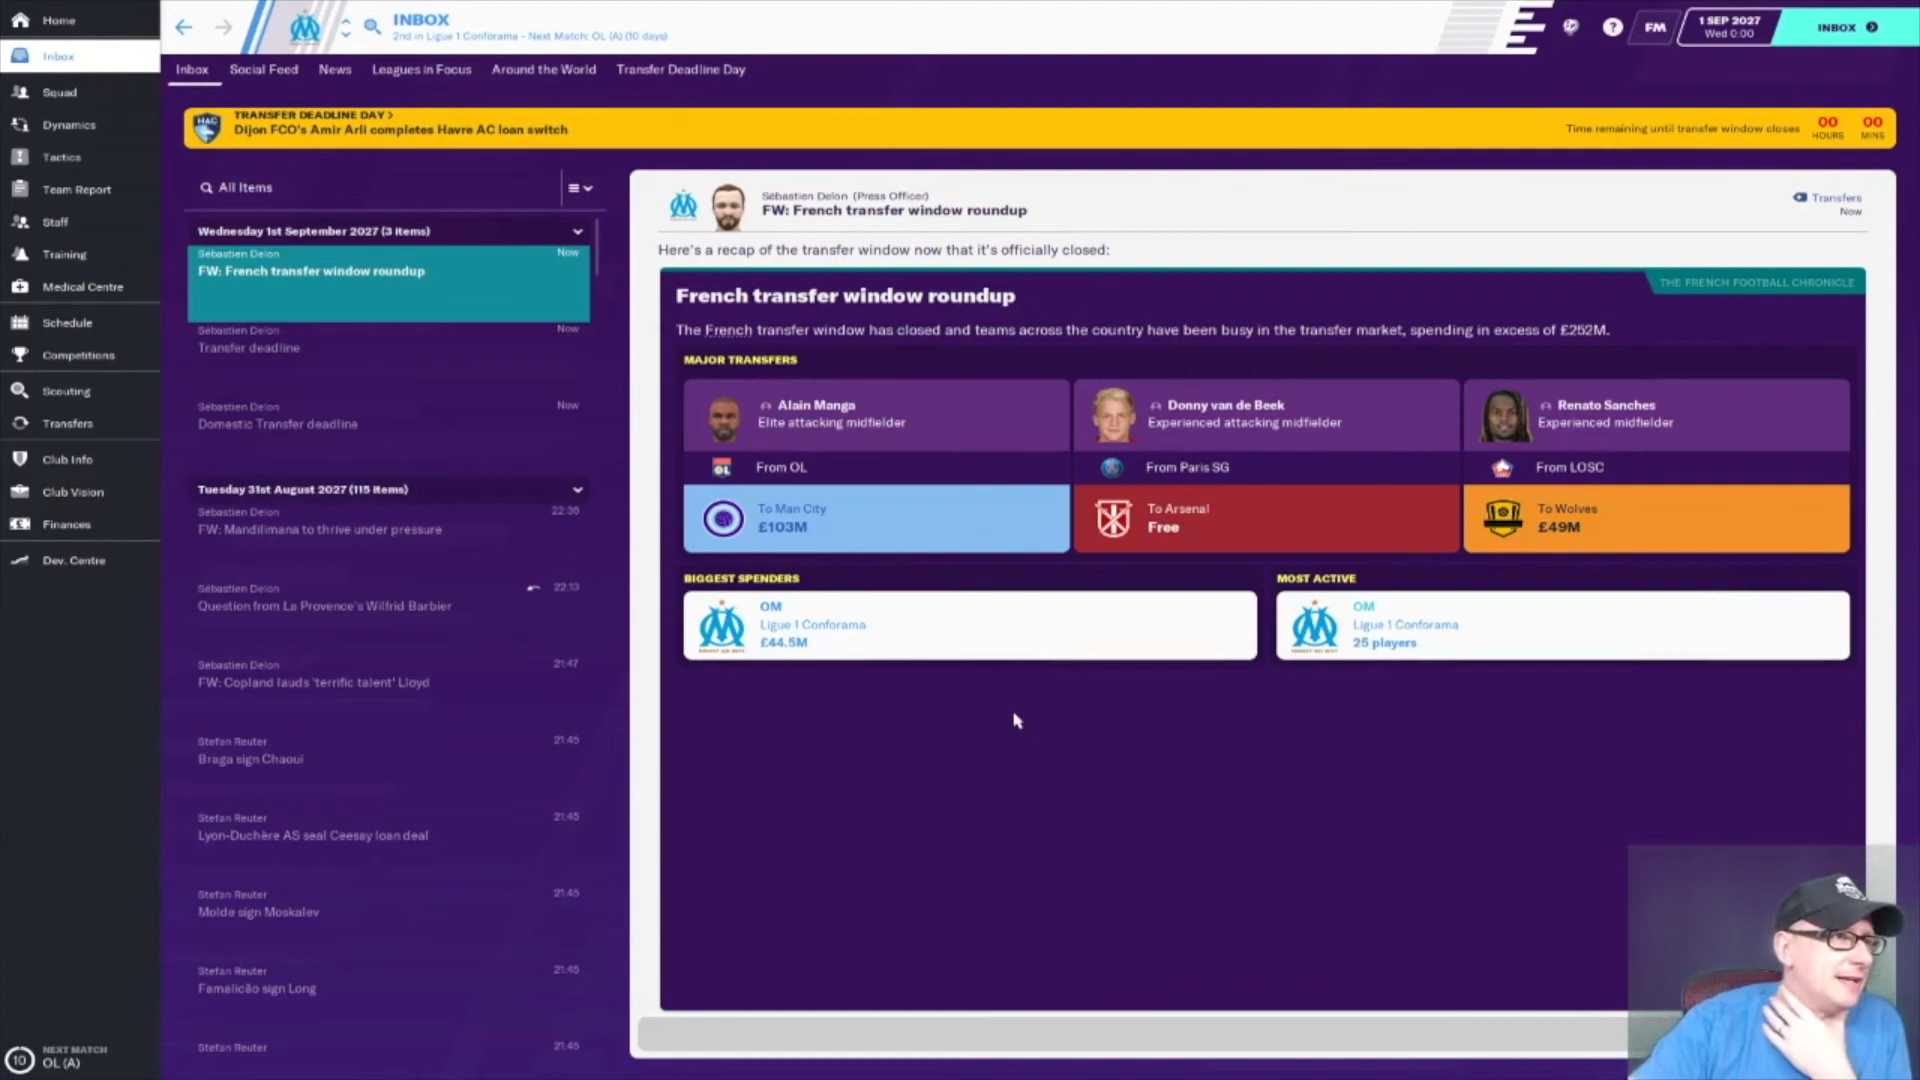 Home
Inbox
Squad
Dynamics
Tactics
Team Report
Staff
Training
Medical Centre
Schedule
Competitions
Scouting
Transfers
Club Info
Club Vision
Finances
Dev. Centre
10
NEXT MATCH
OL (A)
INBOX
2nd in Ligue 1 Conforama - Next Match: OL (A) (10 days)
FM
1 SEP 2027
Wed 0:00
INBOX
Inbox
Social Feed
News
Leagues in Focus
Around the World
Transfer Deadline Day
HAC
TRANSFER DEADLINE DAY >
Dijon FCO's Amir Arli completes Havre AC loan switch
Time remaining until transfer window closes
00 HOURS
00 MINS
All Items
Wednesday 1st September 2027 (3 items)
Sébastien Delon Now
FW: French transfer window roundup
Sébastien Delon Now
Transfer deadline
Sébastien Delon Now
Domestic Transfer deadline
Tuesday 31st August 2027 (115 items)
Sébastien Delon 22:36
FW: Mandilimana to thrive under pressure
Sébastien Delon 22:13
Question from La Provence's Wilfrid Barbier
Sébastien Delon 21:47
FW: Copland lauds 'terrific talent' Lloyd
Stefan Reuter 21:45
Braga sign Chaoui
Stefan Reuter 21:45
Lyon-Duchère AS seal Ceesay loan deal
Stefan Reuter 21:45
Molde sign Moskalev
Stefan Reuter 21:45
Famalicão sign Long
Stefan Reuter 21:45
Sébastien Delon (Press Officer)
FW: French transfer window roundup
Transfers
Now
Here's a recap of the transfer window now that it's officially closed:
THE FRENCH FOOTBALL CHRONICLE
French transfer window roundup
The French transfer window has closed and teams across the country have been busy in the transfer market, spending in excess of £252M.
MAJOR TRANSFERS
Alain Manga
Elite attacking midfielder
From OL
To Man City
£103M
Donny van de Beek
Experienced attacking midfielder
From Paris SG
To Arsenal
Free
Renato Sanches
Experienced midfielder
From LOSC
To Wolves
£49M
BIGGEST SPENDERS
OM
Ligue 1 Conforama
£44.5M
MOST ACTIVE
OM
Ligue 1 Conforama
25 players